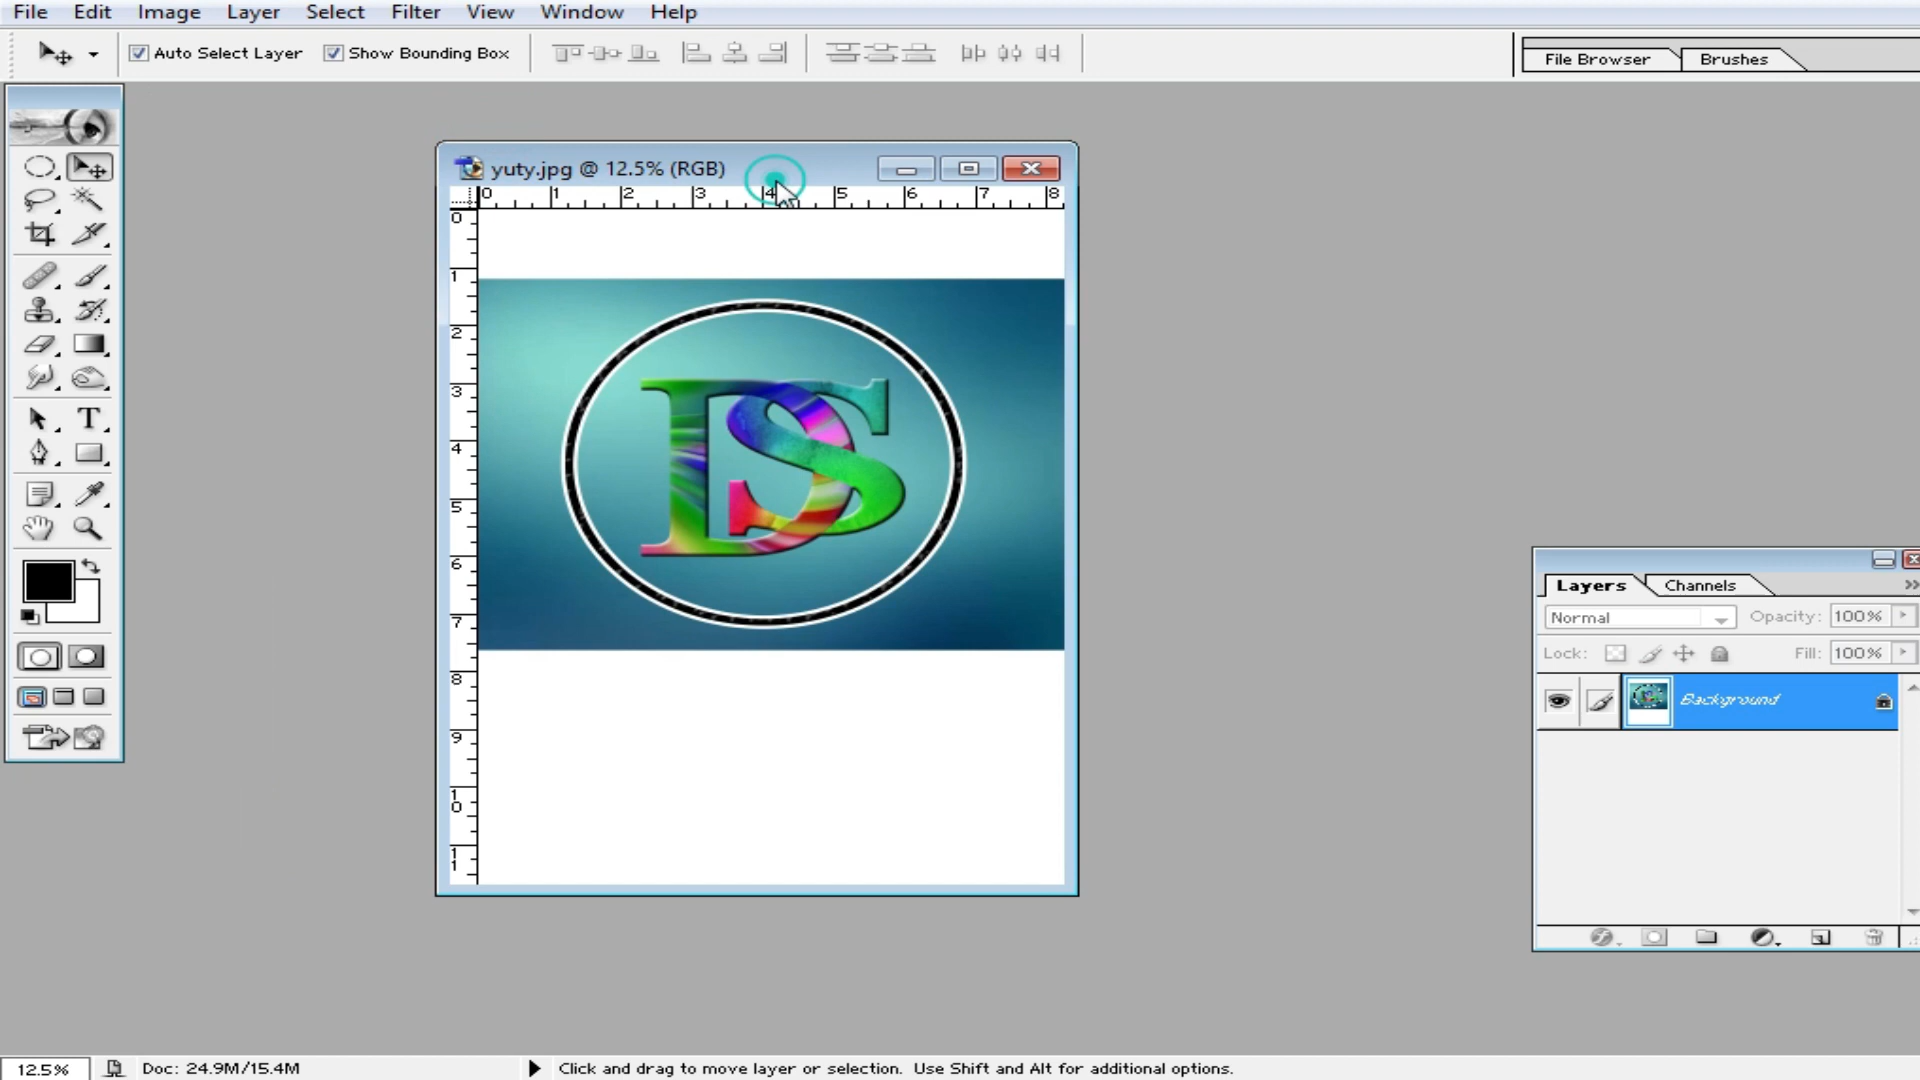 File Edit Image Layer Select Filter View Window Help
Auto Select Layer Show Bounding Box
File Browser Brushes
yuty.jpg @ 12.5% (RGB)
0 1 2 3 4 5 6 7 8
0
1
2
3
4
5
6
7
8
9
10
11
DS
T
Layers Channels
Normal Opacity: 100%
Lock: Fill: 100%
Background
12.5% Doc: 24.9M/15.4M Click and drag to move layer or selection. Use Shift and Alt for additional options.